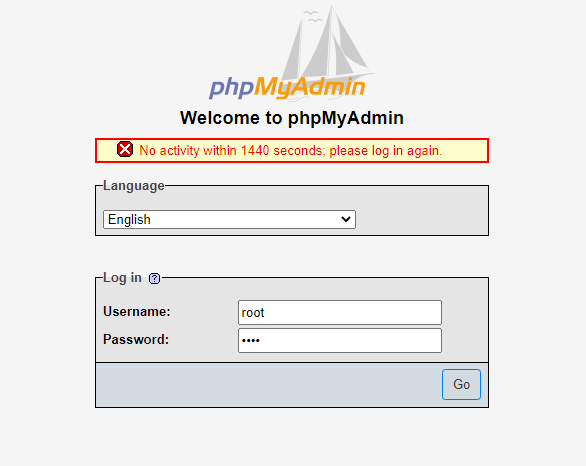 phpMyAdmin
Welcome to phpMyAdmin
No activity within 1440 seconds; please log in again.
Language
English
Log in ?
Username:
root
Password:
••••
Go